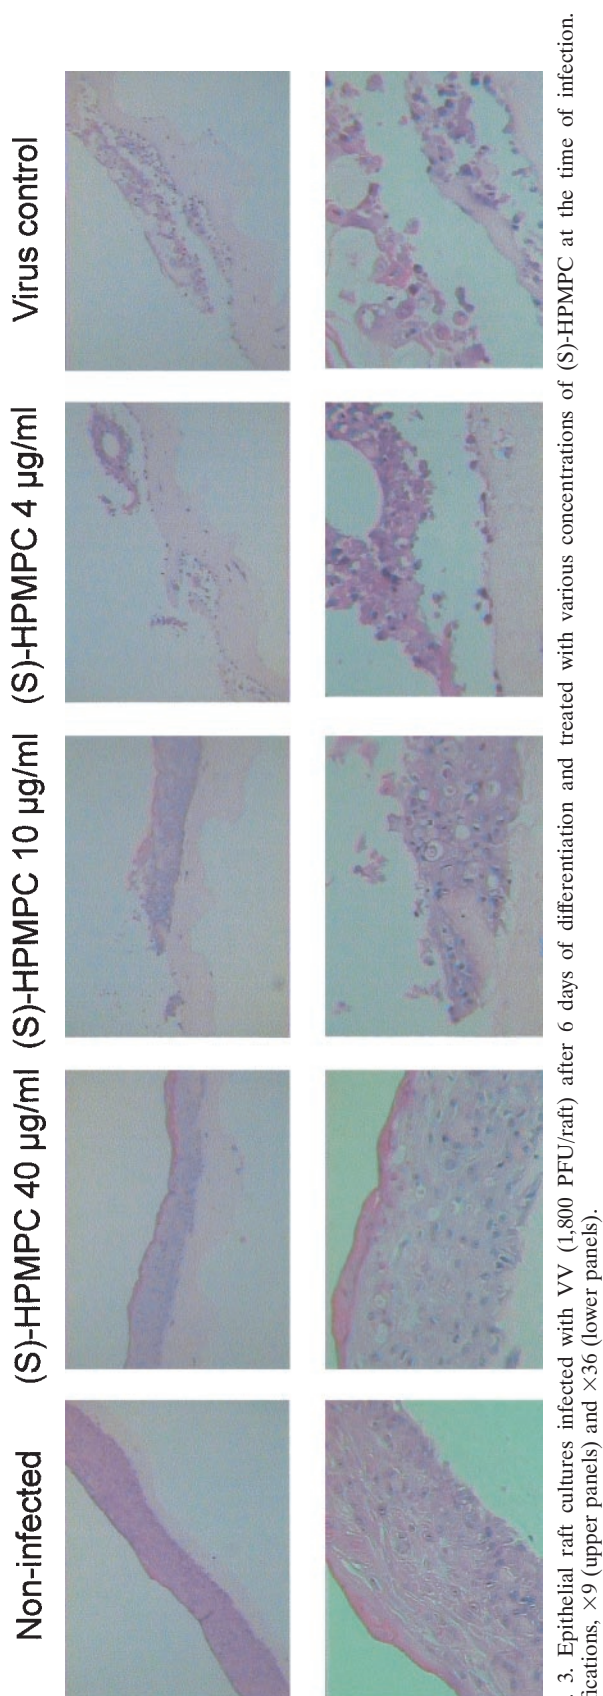 Non-infected (S)-HPMPC 40 µg/ml (S)-HPMPC 10 µg/ml (S)-HPMPC 4 µg/ml Virus control
3. Epithelial raft cultures infected with VV (1,800 PFU/raft) after 6 days of differentiation and treated with various concentrations of (S)-HPMPC at the time of infection.
×9 (upper panels) and ×36 (lower panels).